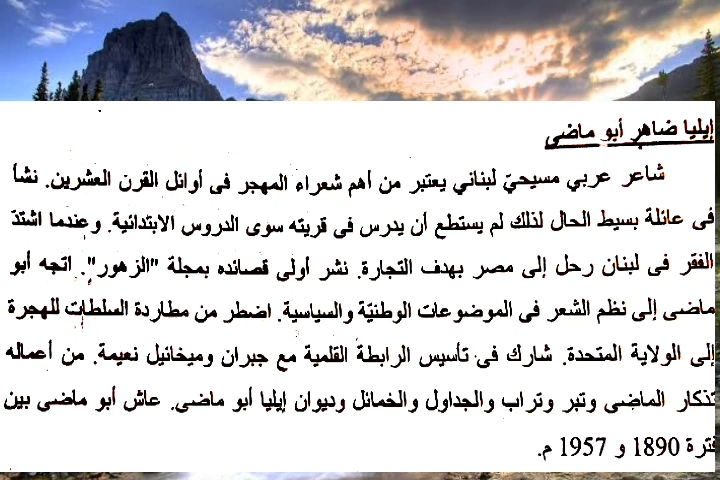 إيليا ضاهر أبو ماضى
شاعر عربي مسيحيّ لبناني يعتبر من أهم شعراء المهجر فى أوائل القرن العشرين. نشأ
فى عائلة بسيط الحال لذلك لم يستطع أن يدرس فى قريته سوى الدروس الابتدائية. وعندما اشتدّ
الفقر فى لبنان رحل إلى مصر بهدف التجارة. نشر أولى قصائده بمجلة "الزهور". اتجه أبو
ماضى إلى نظم الشعر فى الموضوعات الوطنيّة والسياسية. اضطر من مطاردة السلطات للهجرة
إلى الولاية المتحدة. شارك فى تأسيس الرابطة القلمية مع جبران وميخائيل نعيمة. من أعماله
تذكار الماضى وتبر وتراب والجداول والخمائل وديوان إيليا أبو ماضى. عاش أبو ماضى بين
فترة 1890 و 1957 م.